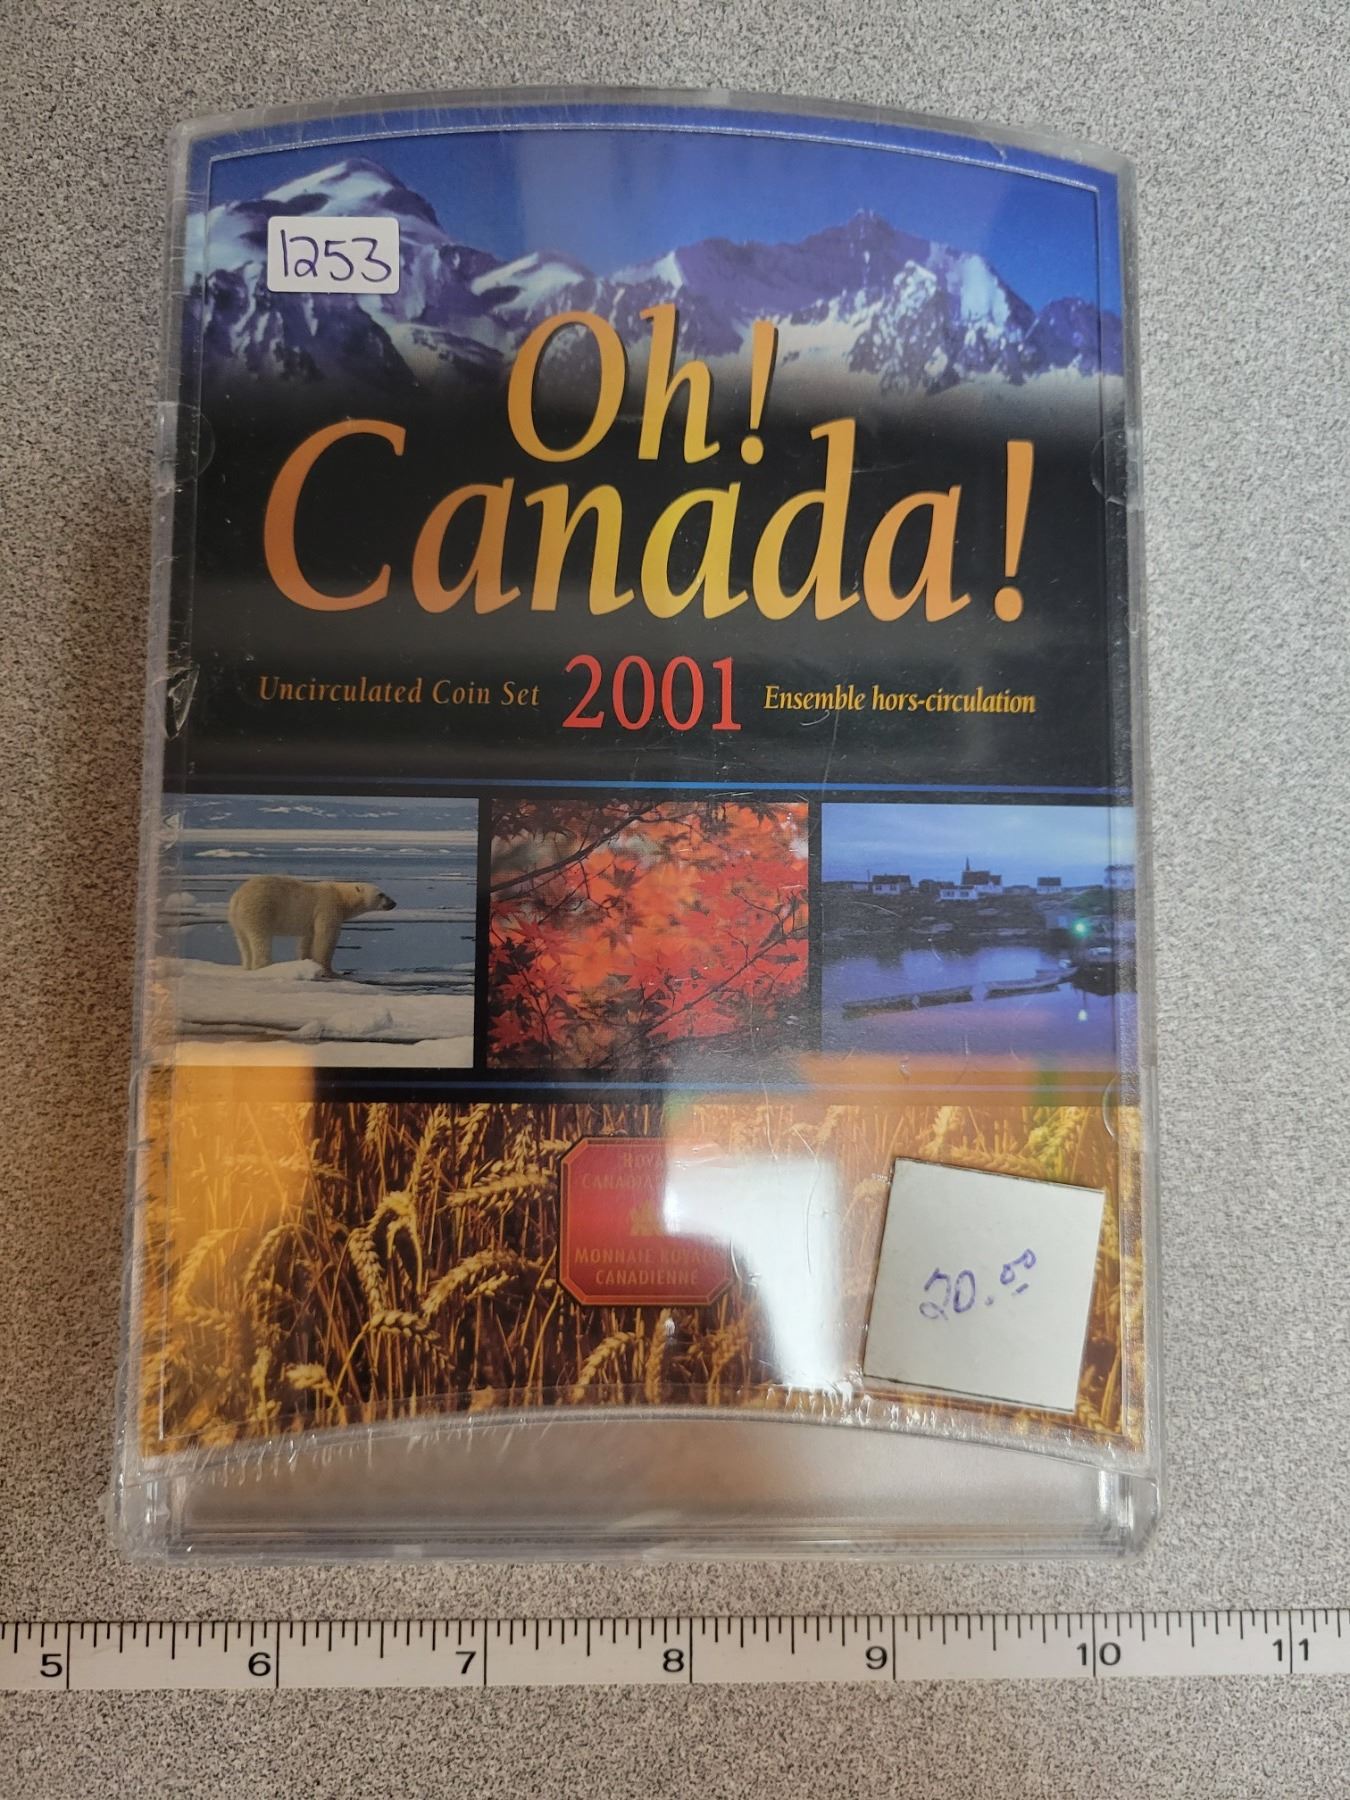 1253
Oh!
Canada!
Uncirculated Coin Set 2001 Ensemble hors-circulation
MONNAIE
CANADIENNE
20.00
5 6 7 8 9 10 11